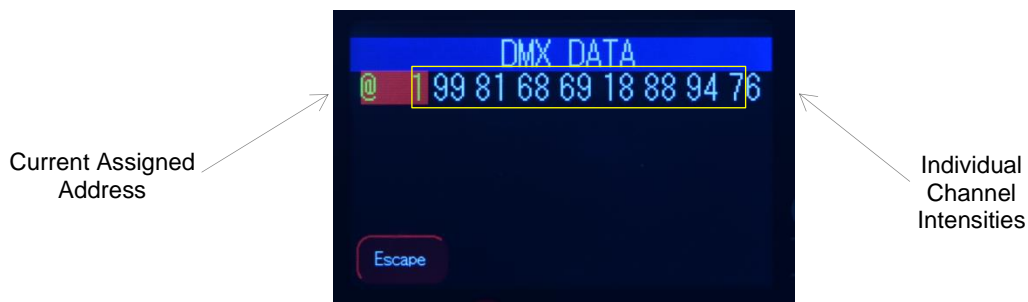 DMX DATA
@ 1 99 81 68 69 18 88 94 76
Current Assigned
Address
Individual
Channel
Intensities
Escape